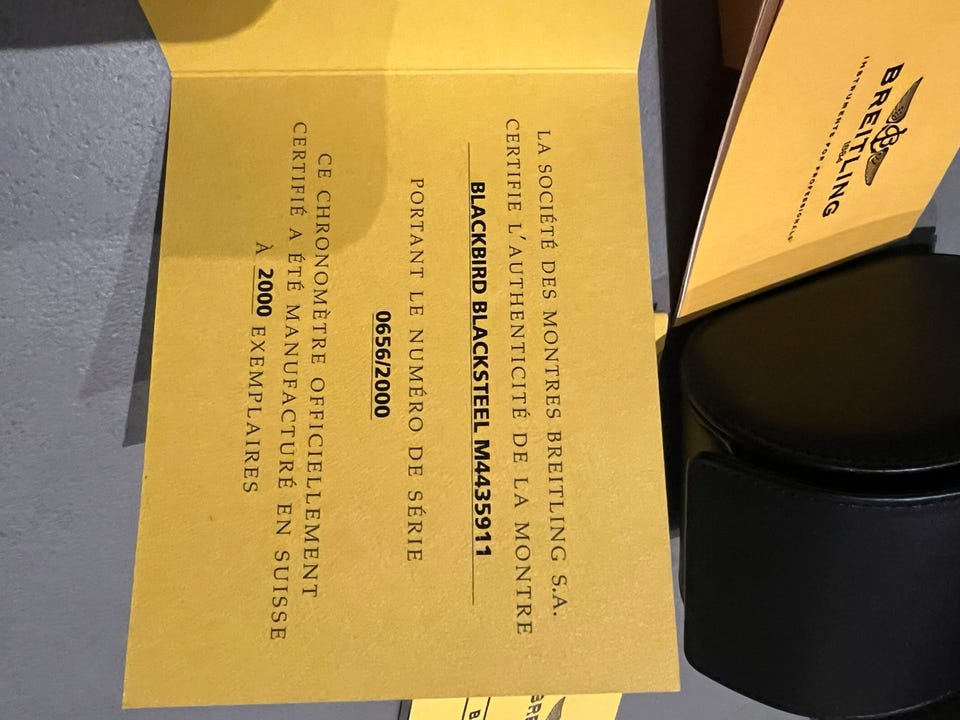 LA SOCIÉTÉ DES MONTRES BREITLING S.A.
CERTIFIE L'AUTHENTICITÉ DE LA MONTRE
BLACKBIRD BLACKSTEEL M4435911
PORTANT LE NUMÉRO DE SÉRIE
0656/2000
CE CHRONOMÈTRE OFFICIELLEMENT
CERTIFIÉ A ÉTÉ MANUFACTURÉ EN SUISSE
À 2000 EXEMPLAIRES
1884
BREITLING
INSTRUMENTS FOR PROFESSIONALS